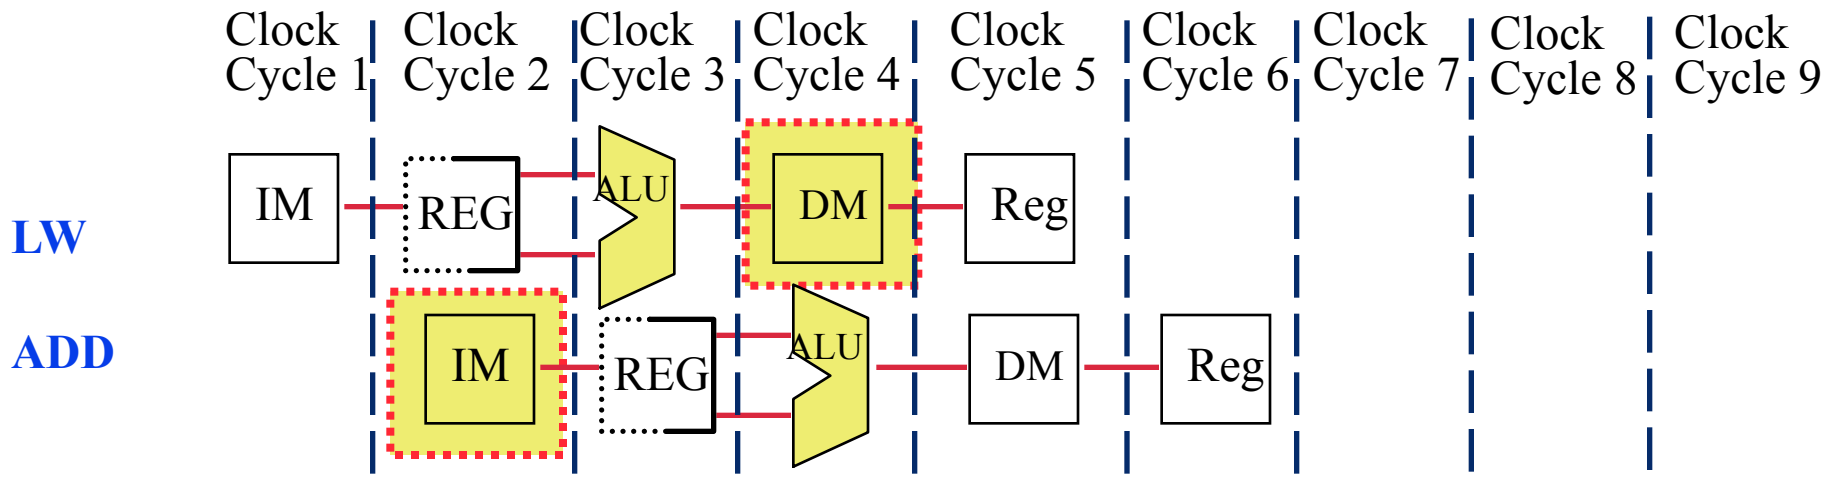 Clock Cycle 1
Clock Cycle 2
Clock Cycle 3
Clock Cycle 4
Clock Cycle 5
Clock Cycle 6
Clock Cycle 7
Clock Cycle 8
Clock Cycle 9
LW
IM
REG
ALU
DM
Reg
ADD
IM
REG
ALU
DM
Reg